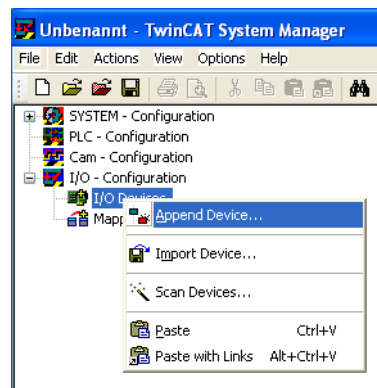 Unbenannt - TwinCAT System Manager
File Edit Actions View Options Help
SYSTEM - Configuration
PLC - Configuration
Cam - Configuration
I/O - Configuration
I/O Devices
Mapp
Append Device...
Import Device...
Scan Devices...
Paste Ctrl+V
Paste with Links Alt+Ctrl+V